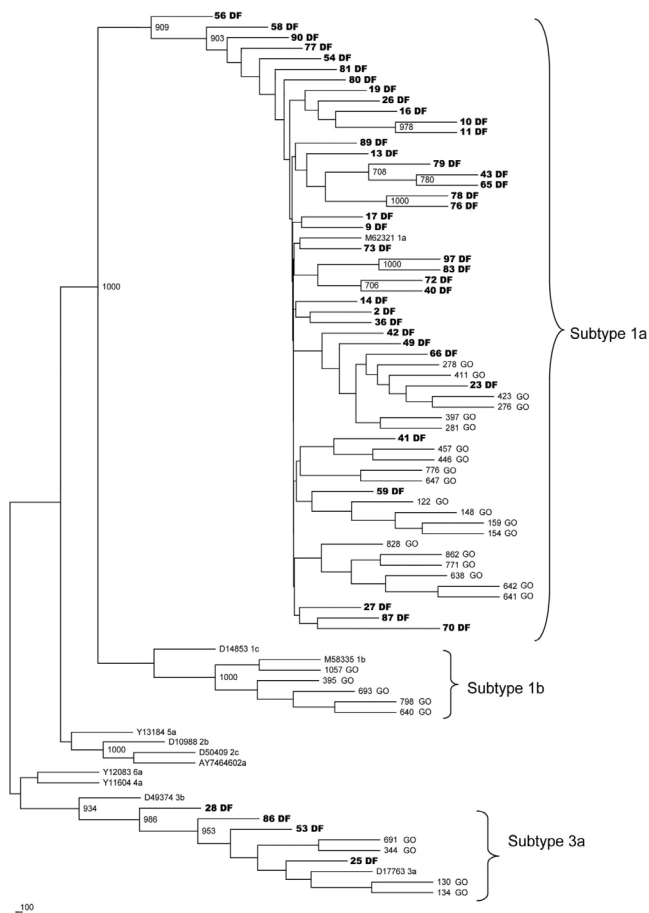 56 DF
909
58 DF
903
90 DF
77 DF
54 DF
81 DF
80 DF
19 DF
26 DF
16 DF
10 DF
978
11 DF
89 DF
13 DF
79 DF
708
43 DF
780
65 DF
78 DF
1000
76 DF
17 DF
9 DF
M62321 1a
73 DF
97 DF
1000
83 DF
72 DF
706
40 DF
1000
14 DF
2 DF
36 DF
42 DF
Subtype 1a
49 DF
66 DF
278 GO
411 GO
23 DF
423 GO
276 GO
397 GO
281 GO
41 DF
457 GO
446 GO
776 GO
647 GO
59 DF
122 GO
148 GO
159 GO
154 GO
828 GO
862 GO
771 GO
638 GO
642 GO
641 GO
27 DF
87 DF
70 DF
D14853 1c
M58335 1b
1057 GO
1000
395 GO
Subtype 1b
693 GO
798 GO
640 GO
Y13184 5a
D10988 2b
1000
D50409 2c
AY7464602a
Y12083 6a
Y11604 4a
D49374 3b
934
28 DF
986
86 DF
953
53 DF
691 GO
Subtype 3a
344 GO
25 DF
D17763 3a
130 GO
134 GO
100